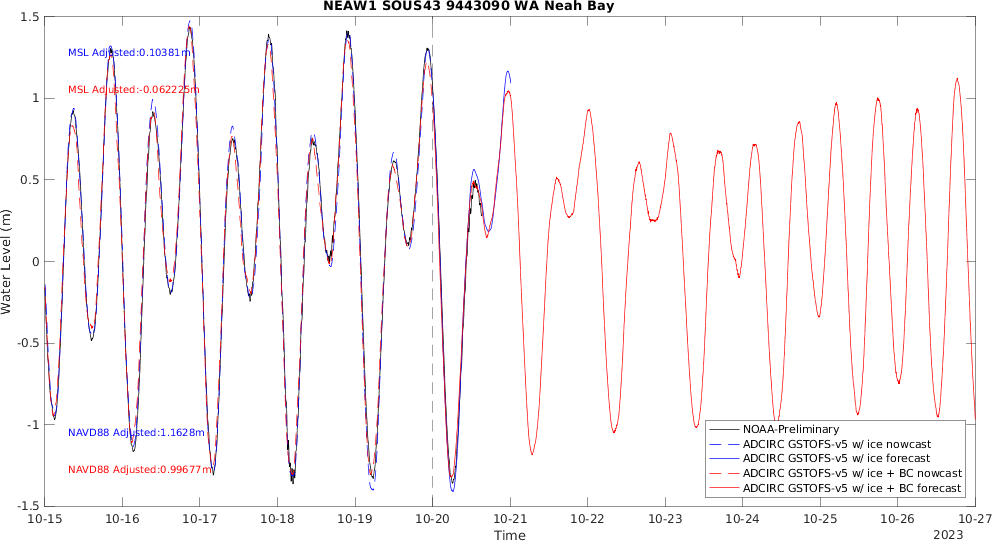 NEAW1 SOUS43 9443090 WA Neah Bay
1.5
1
0.5
0
-0.5
-1
-1.5
Water Level (m)
MSL Adjusted:0.10381m
MSL Adjusted:-0.062225m
NAVD88 Adjusted:1.1628m
NAVD88 Adjusted:0.99677m
NOAA-Preliminary
ADCIRC GSTOFS-v5 w/ ice nowcast
ADCIRC GSTOFS-v5 w/ ice forecast
ADCIRC GSTOFS-v5 w/ ice + BC nowcast
ADCIRC GSTOFS-v5 w/ ice + BC forecast
10-15 10-16 10-17 10-18 10-19 10-20 10-21 10-22 10-23 10-24 10-25 10-26 10-27
Time
2023